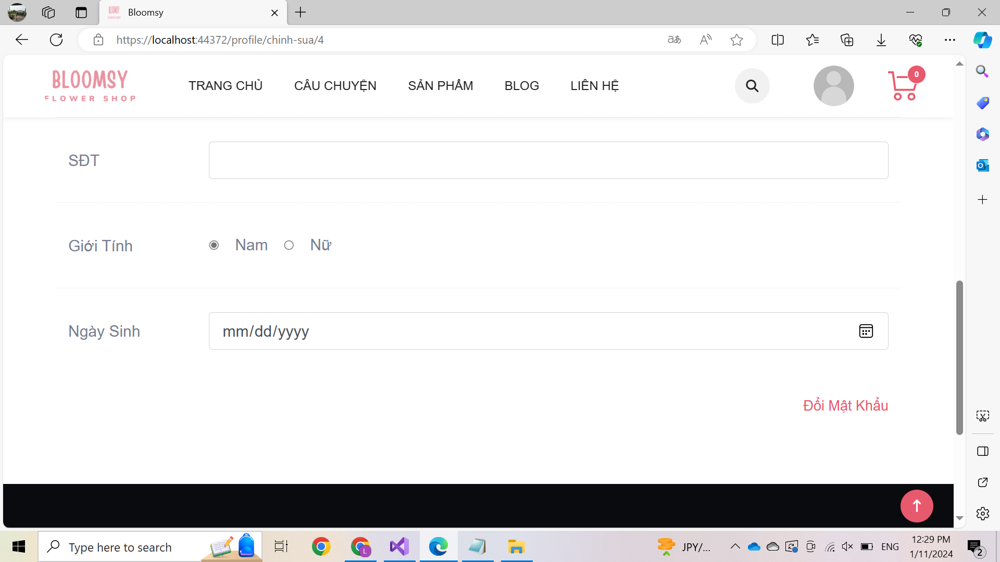 Bloomsy
https://localhost:44372/profile/chinh-sua/4
BLOOMSY
FLOWER SHOP
TRANG CHỦ
CÂU CHUYỆN
SẢN PHẨM
BLOG
LIÊN HỆ
0
SĐT
Giới Tính
Nam
Nữ
Ngày Sinh
mm/dd/yyyy
Đổi Mật Khẩu
Type here to search
L
JPY/...
ENG
12:29 PM
1/11/2024
2